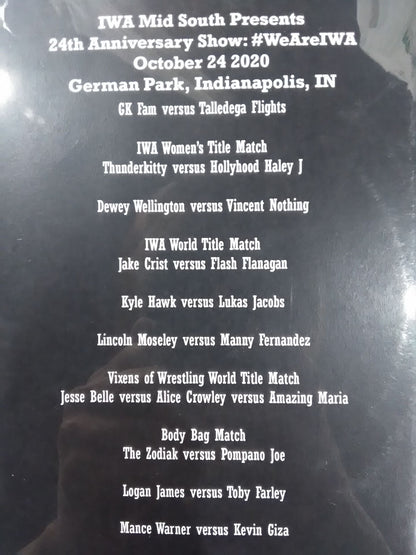 IWA Mid South Presents
24th Anniversary Show: #WeAreIWA
October 24 2020
German Park, Indianapolis, IN
GK Fam versus Talledega Flights
IWA Women's Title Match
Thunderkitty versus Hollyhood Haley J
Dewey Wellington versus Vincent Nothing
IWA World Title Match
Jake Crist versus Flash Flanagan
Kyle Hawk versus Lukas Jacobs
Lincoln Moseley versus Manny Fernandez
Vixens of Wrestling World Title Match
Jesse Belle versus Alice Crowley versus Amazing Maria
Body Bag Match
The Zodiak versus Pompano Joe
Logan James versus Toby Farley
Mance Warner versus Kevin Giza